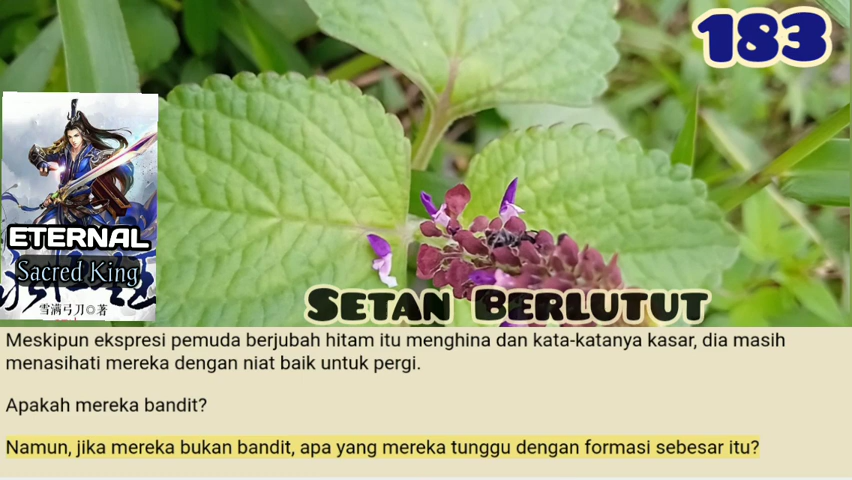 183
ETERNAL
Sacred King
雪满弓刀◎著
SETAN BERLUTUT
Meskipun ekspresi pemuda berjubah hitam itu menghina dan kata-katanya kasar, dia masih
menasihati mereka dengan niat baik untuk pergi.
Apakah mereka bandit?
Namun, jika mereka bukan bandit, apa yang mereka tunggu dengan formasi sebesar itu?